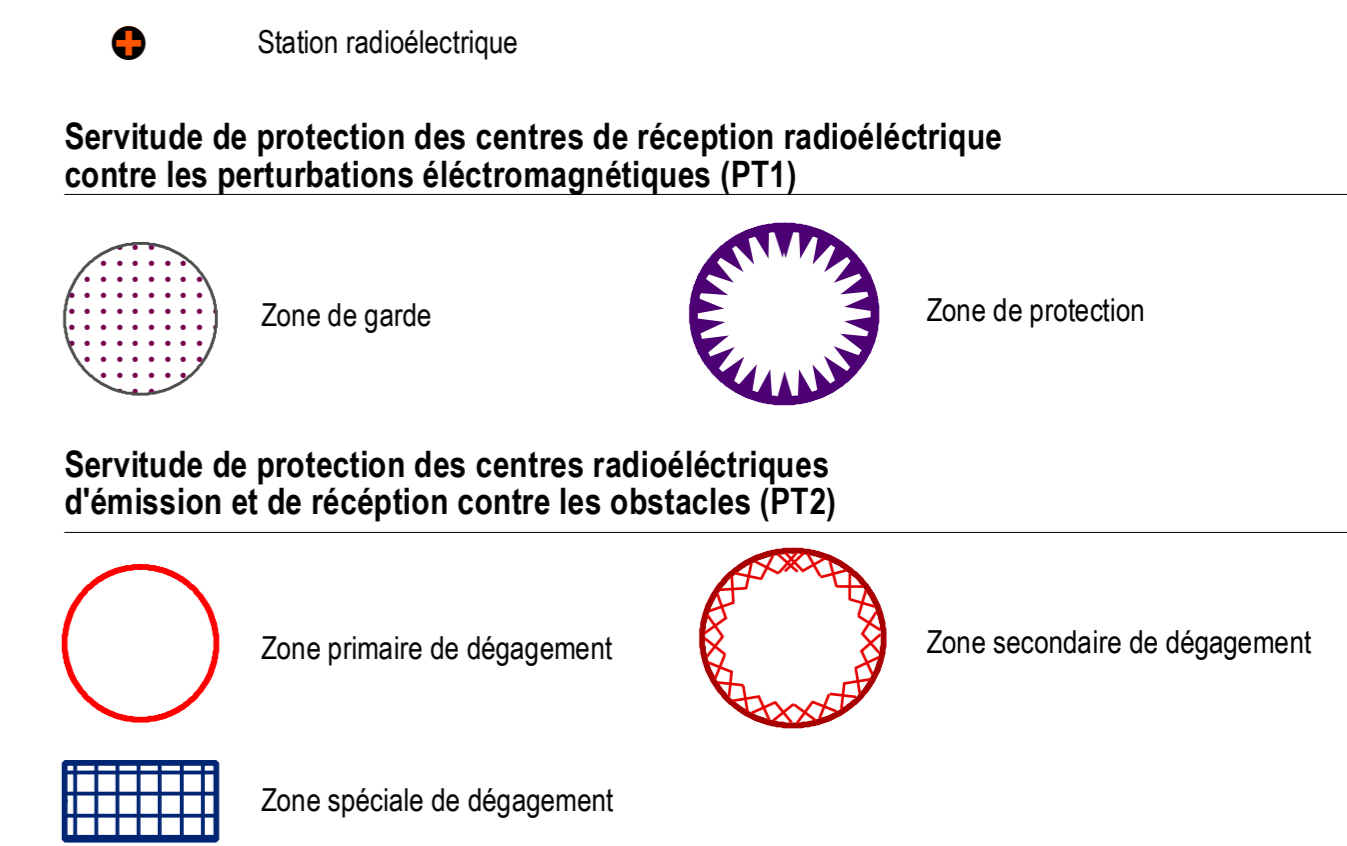 Station radioélectrique
Servitude de protection des centres de réception radioéléctrique
contre les perturbations éléctromagnétiques (PT1)
Zone de garde
Zone de protection
Servitude de protection des centres radioéléctriques
d'émission et de récéption contre les obstacles (PT2)
Zone primaire de dégagement
Zone secondaire de dégagement
Zone spéciale de dégagement